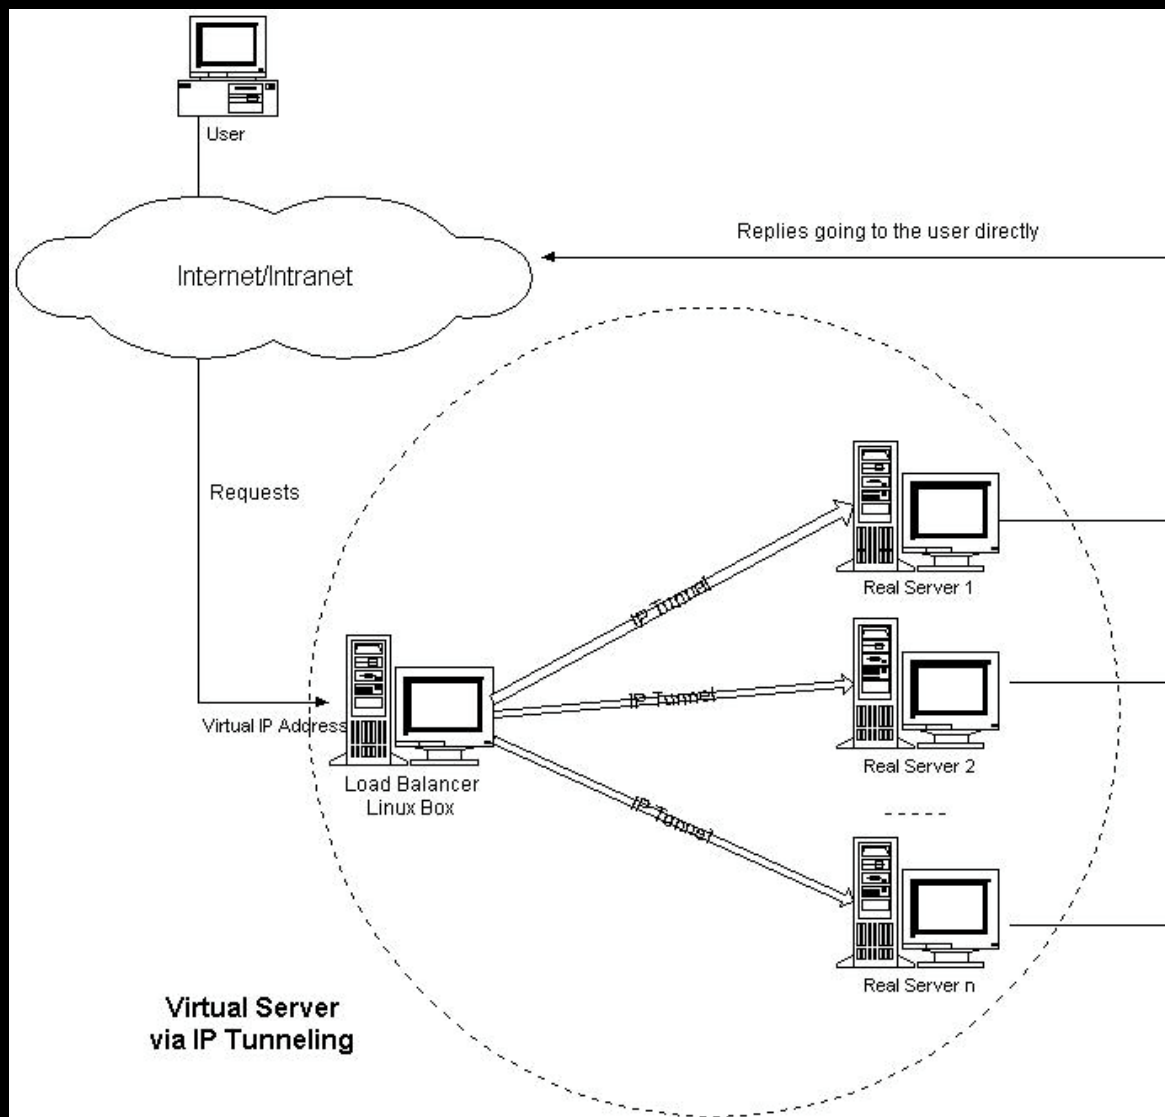 User
Replies going to the user directly
Internet/Intranet
Requests
IP Tunnel
Real Server 1
IP Tunnel
Virtual IP Address
Real Server 2
Load Balancer
Linux Box
IP Tunnel
Real Server n
Virtual Server
via IP Tunneling